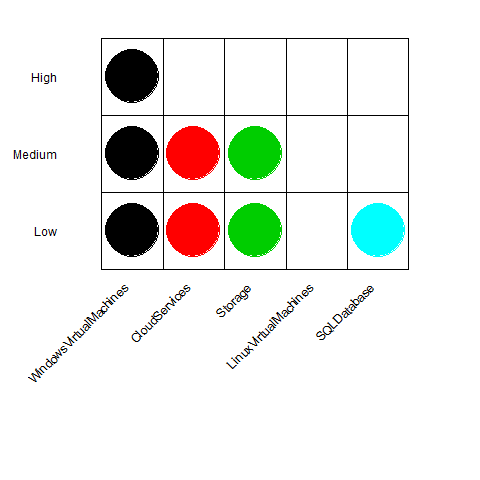 High
Medium
Low
WindowsVirtualMachines
CloudServices
Storage
LinuxVirtualMachines
SQLDatabase